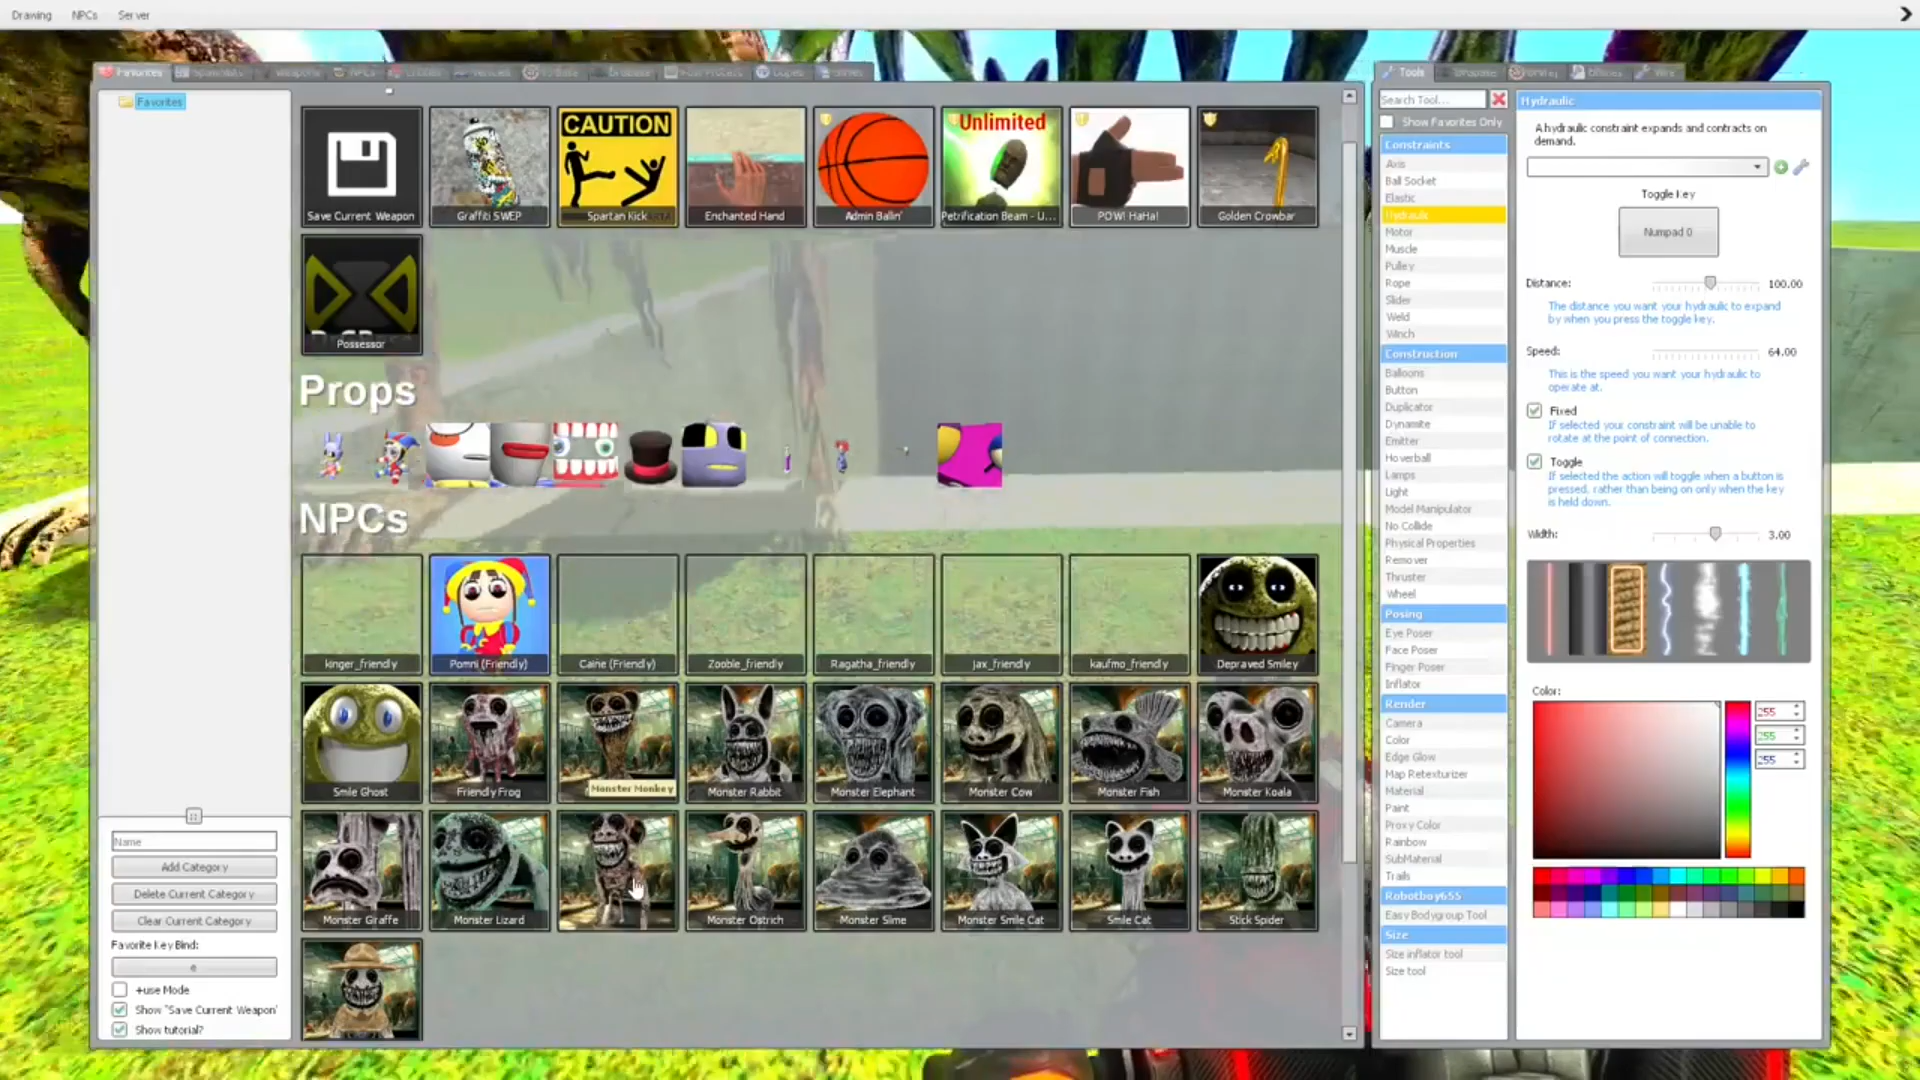 Drawing NPCs Server
Favorites
Favorites
CAUTION
Unlimited
Save Current Weapon
Graffiti SWEP
Spartan Kick
Enchanted Hand
Admin Ballin'
Petrification Beam - U...
POW! HaHa!
Golden Crowbar
Possessor
Props
NPCs
kinger_friendly
Pomni (Friendly)
Caine (Friendly)
Zooble_friendly
Ragatha_friendly
jax_friendly
kaufmo_friendly
Depraved Smiley
Smile Ghost
Friendly Frog
Monster Monkey
Monster Rabbit
Monster Elephant
Monster Cow
Monster Fish
Monster Koala
Monster Giraffe
Monster Lizard
Monster Ostrich
Monster Slime
Monster Smile Cat
Smile Cat
Stick Spider
Name
Add Category
Delete Current Category
Clear Current Category
Favorite Key Bind:
e
+use Mode
Show "Save Current Weapon"
Show tutorial?
Tools
Search Tool...
Show Favorites Only
Constraints
Axis
Ball Socket
Elastic
Hydraulic
Motor
Muscle
Pulley
Rope
Slider
Weld
Winch
Construction
Balloons
Button
Duplicator
Dynamite
Emitter
Hoverball
Lamps
Light
Model Manipulator
No Collide
Physical Properties
Remover
Thruster
Wheel
Posing
Eye Poser
Face Poser
Finger Poser
Inflator
Render
Camera
Color
Edge Glow
Map Retexturizer
Material
Paint
Proxy Color
Rainbow
SubMaterial
Trails
Robotboy655
Easy Bodygroup Tool
Size
Size inflator tool
Size tool
Hydraulic
A hydraulic constraint expands and contracts on
demand.
Toggle Key
Numpad 0
Distance: 100.00
The distance you want your hydraulic to expand
by when you press the toggle key.
Speed: 64.00
This is the speed you want your hydraulic to
operate at.
Fixed
If selected your constraint will be unable to
rotate at the point of connection.
Toggle
If selected the action will toggle when a button is
pressed, rather than being on only when the key
is held down.
Width: 3.00
Color:
255
255
255